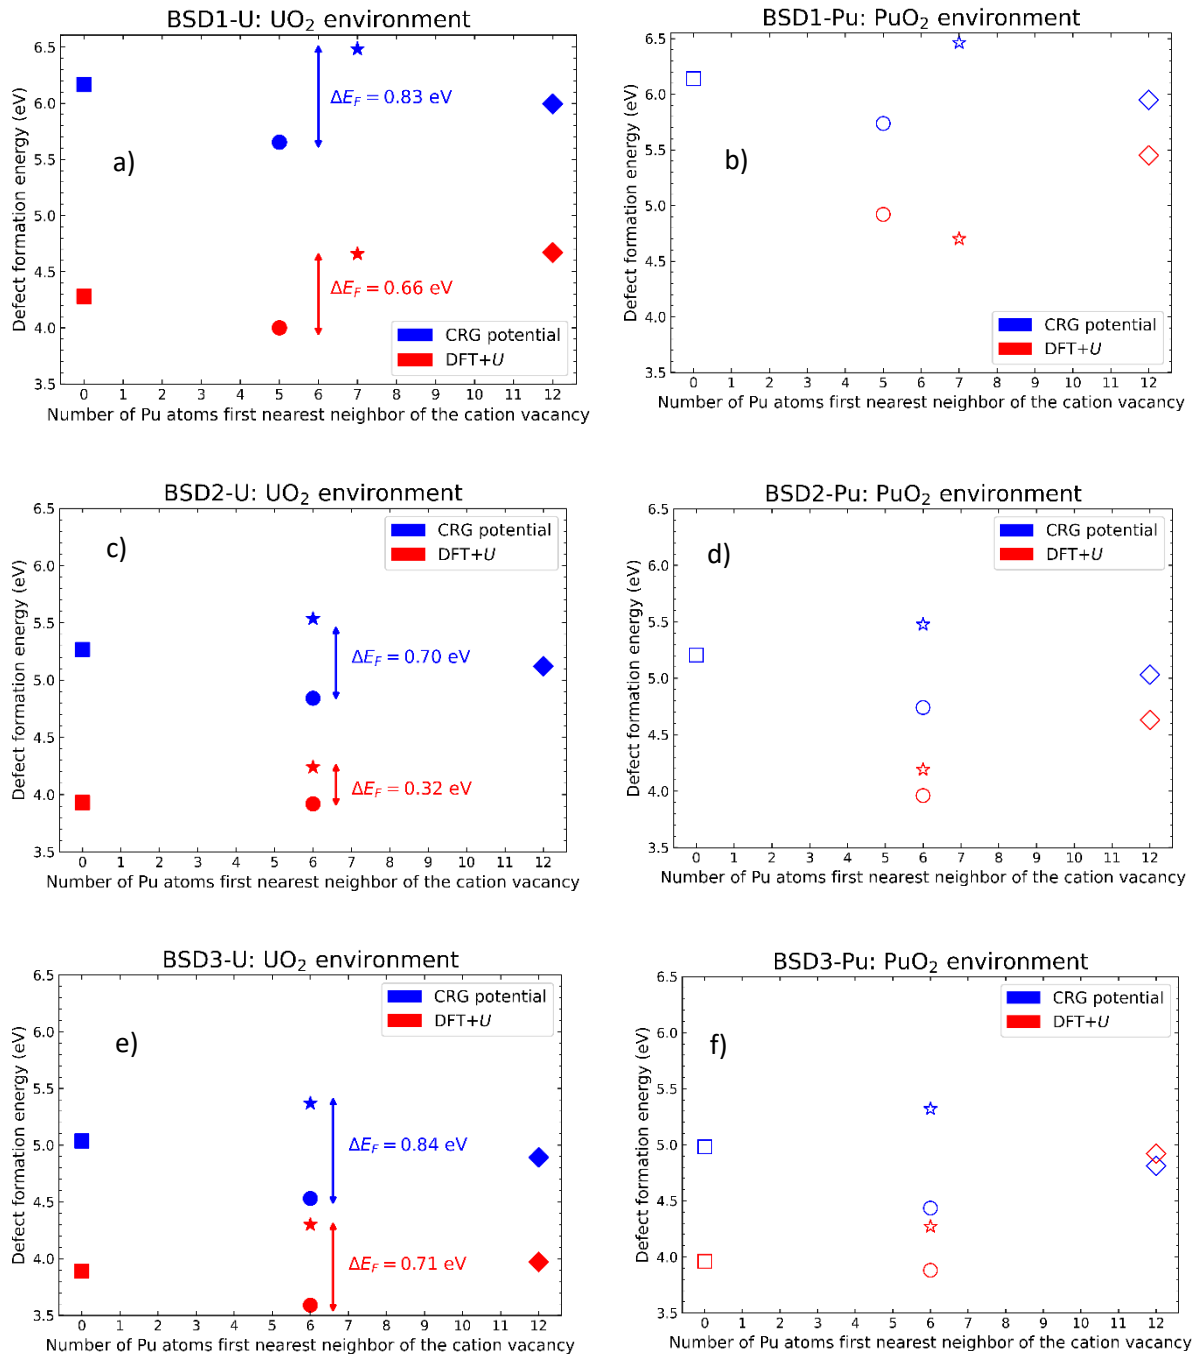 BSD1-U: UO₂ environment
6.5
6.0
5.5
5.0
4.5
4.0
3.5
Defect formation energy (eV)
a)
ΔE_F = 0.83 eV
ΔE_F = 0.66 eV
CRG potential
DFT+U
0 1 2 3 4 5 6 7 8 9 10 11 12
Number of Pu atoms first nearest neighbor of the cation vacancy
BSD1-Pu: PuO₂ environment
6.5
6.0
5.5
5.0
4.5
4.0
3.5
Defect formation energy (eV)
b)
CRG potential
DFT+U
0 1 2 3 4 5 6 7 8 9 10 11 12
Number of Pu atoms first nearest neighbor of the cation vacancy
BSD2-U: UO₂ environment
6.5
6.0
5.5
5.0
4.5
4.0
3.5
Defect formation energy (eV)
c)
CRG potential
DFT+U
ΔE_F = 0.70 eV
ΔE_F = 0.32 eV
0 1 2 3 4 5 6 7 8 9 10 11 12
Number of Pu atoms first nearest neighbor of the cation vacancy
BSD2-Pu: PuO₂ environment
6.5
6.0
5.5
5.0
4.5
4.0
3.5
Defect formation energy (eV)
d)
CRG potential
DFT+U
0 1 2 3 4 5 6 7 8 9 10 11 12
Number of Pu atoms first nearest neighbor of the cation vacancy
BSD3-U: UO₂ environment
6.5
6.0
5.5
5.0
4.5
4.0
3.5
Defect formation energy (eV)
e)
CRG potential
DFT+U
ΔE_F = 0.84 eV
ΔE_F = 0.71 eV
0 1 2 3 4 5 6 7 8 9 10 11 12
Number of Pu atoms first nearest neighbor of the cation vacancy
BSD3-Pu: PuO₂ environment
6.5
6.0
5.5
5.0
4.5
4.0
3.5
Defect formation energy (eV)
f)
CRG potential
DFT+U
0 1 2 3 4 5 6 7 8 9 10 11 12
Number of Pu atoms first nearest neighbor of the cation vacancy